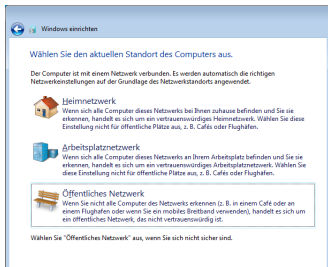 Windows einrichten
Wählen Sie den aktuellen Standort des Computers aus.
Der Computer ist mit einem Netzwerk verbunden. Es werden automatisch die richtigen
Netzwerkeinstellungen auf der Grundlage des Netzwerkstandorts angewendet.
Heimnetzwerk
Wenn sich alle Computer dieses Netzwerks bei Ihnen zuhause befinden und Sie sie
erkennen, handelt es sich um ein vertrauenswürdiges Heimnetzwerk. Wählen Sie diese
Einstellung nicht für öffentliche Plätze aus, z. B. Cafés oder Flughäfen.
Arbeitsplatznetzwerk
Wenn sich alle Computer dieses Netzwerks an Ihrem Arbeitsplatz befinden und Sie sie
erkennen, handelt es sich um ein vertrauenswürdiges Arbeitsplatznetzwerk. Wählen Sie
diese Einstellung nicht für öffentliche Plätze aus, z. B. Cafés oder Flughäfen.
Öffentliches Netzwerk
Wenn Sie nicht alle Computer des Netzwerks erkennen (z. B. in einem Café oder an
einem Flughafen oder wenn Sie ein mobiles Breitband verwenden), handelt es sich um
ein öffentliches Netzwerk, das nicht vertrauenswürdig ist.
Wählen Sie "Öffentliches Netzwerk" aus, wenn Sie sich nicht sicher sind.